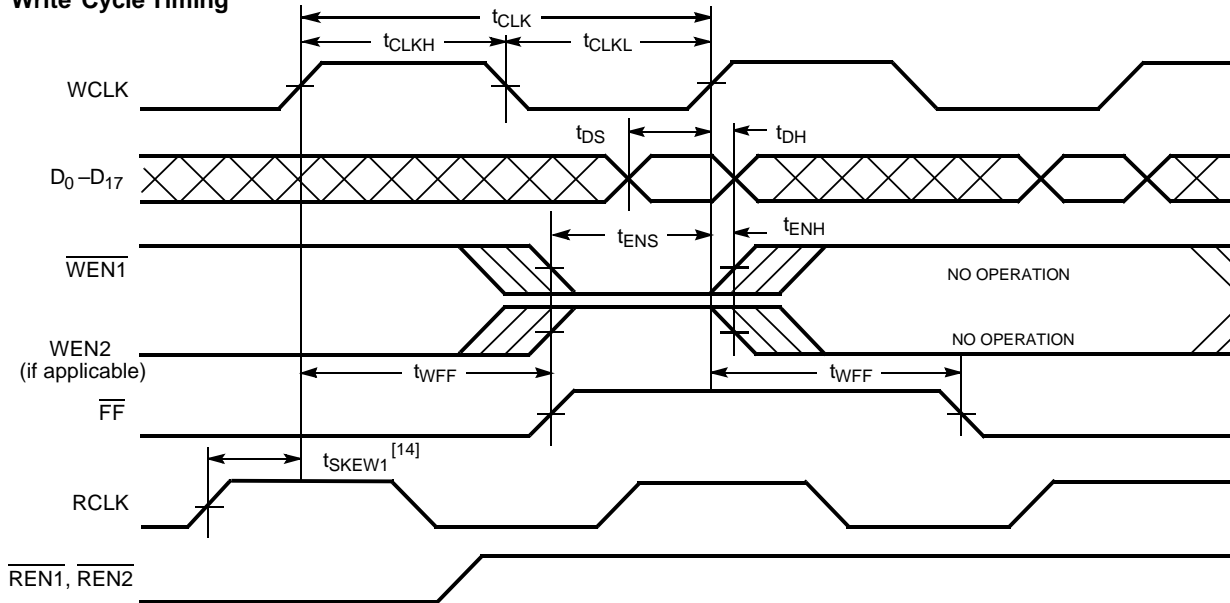 Write Cycle Timing
tCLK
tCLKH
tCLKL
WCLK
tDS
tDH
D0–D17
tENS
tENH
WEN1
NO OPERATION
WEN2
(if applicable)
NO OPERATION
tWFF
tWFF
FF
tSKEW1 [14]
RCLK
REN1, REN2